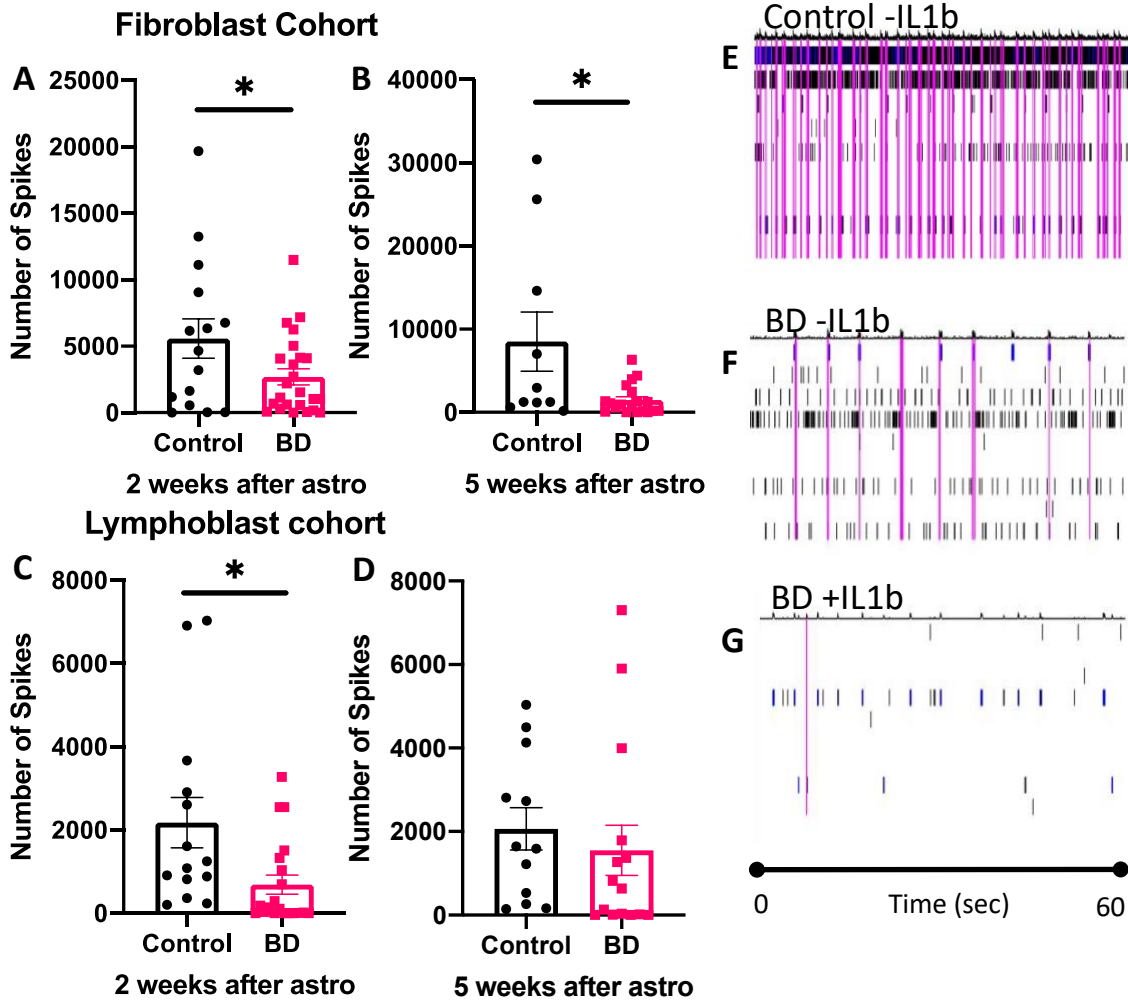 Fibroblast Cohort
A
Number of Spikes
25000
20000
15000
10000
5000
0
*
Control
BD
2 weeks after astro
B
Number of Spikes
40000
30000
20000
10000
0
*
Control
BD
5 weeks after astro
Lymphoblast cohort
C
Number of Spikes
8000
6000
4000
2000
0
*
Control
BD
2 weeks after astro
D
Number of Spikes
8000
6000
4000
2000
0
Control
BD
5 weeks after astro
Control -IL1b
E
BD -IL1b
F
BD +IL1b
G
0
Time (sec)
60